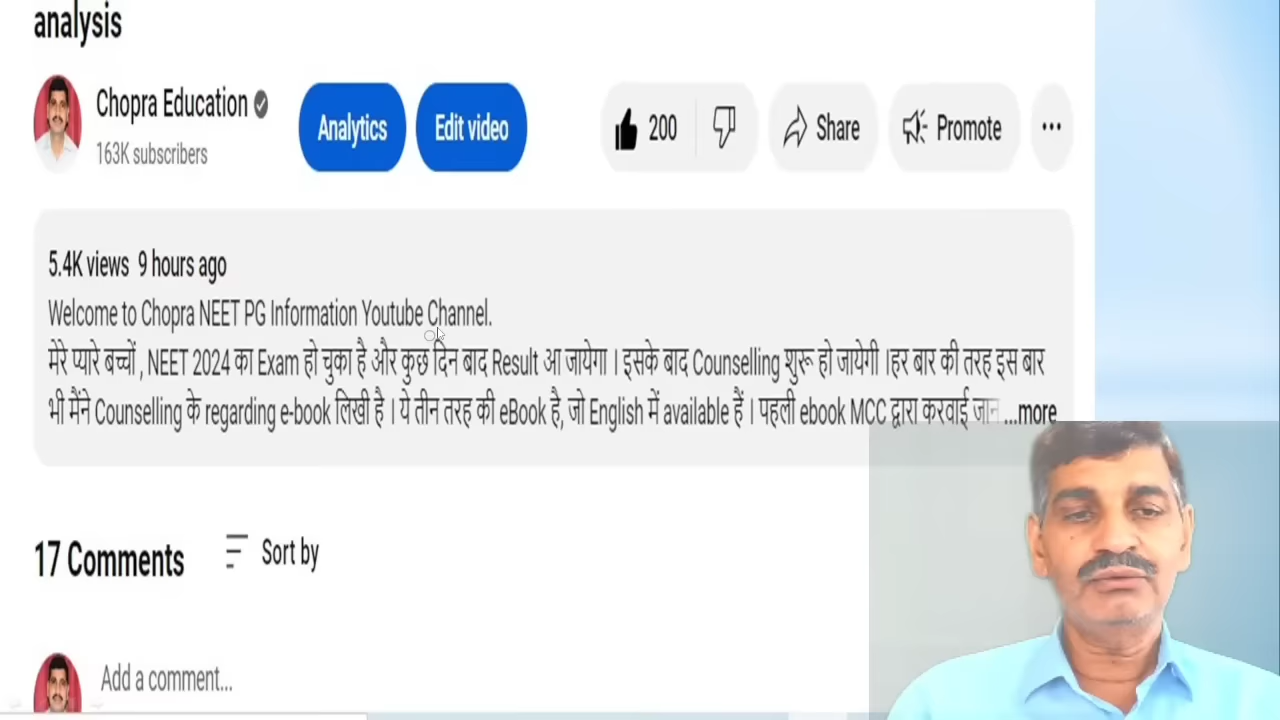 analysis
Chopra Education
163K subscribers
Analytics
Edit video
200
Share
Promote
5.4K views 9 hours ago
Welcome to Chopra NEET PG Information Youtube Channel.
मेरे प्यारे बच्चों , NEET 2024 का Exam हो चुका है और कुछ दिन बाद Result आ जायेगा । इसके बाद Counselling शुरू हो जायेगी ।हर बार की तरह इस बार
भी मैंने Counselling के regarding e-book लिखी है । ये तीन तरह की eBook है, जो English में available हैं । पहली ebook MCC द्वारा करवाई जान ...more
17 Comments
Sort by
Add a comment...